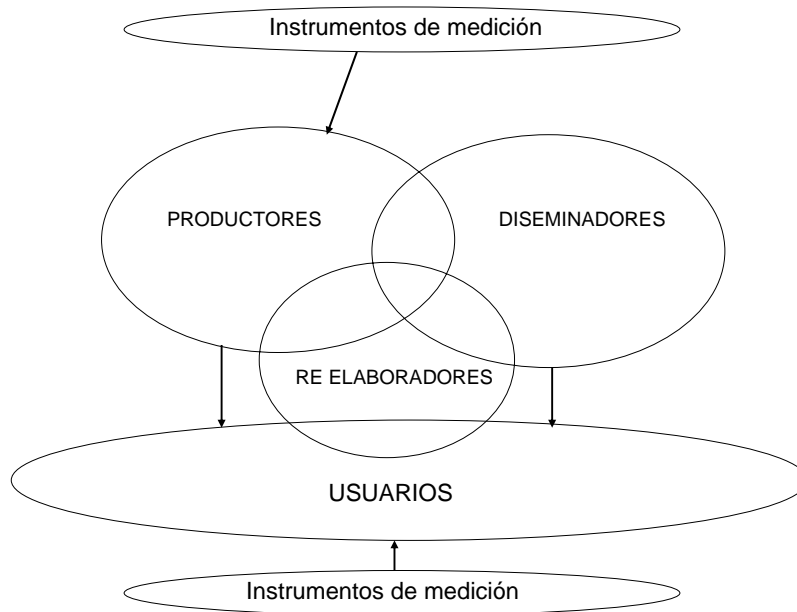 Instrumentos de medición
PRODUCTORES
DISEMINADORES
RE ELABORADORES
USUARIOS
Instrumentos de medición